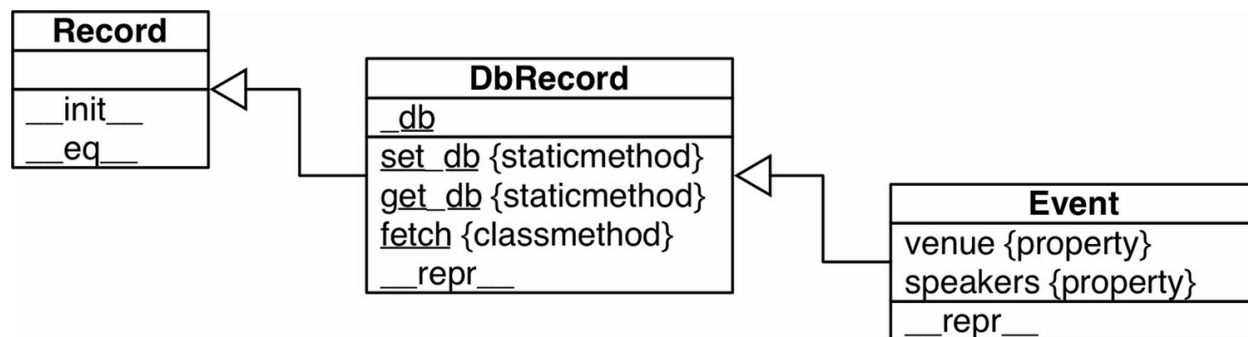 Record
__init__
__eq__
DbRecord
_db
set_db {staticmethod}
get_db {staticmethod}
fetch {classmethod}
__repr__
Event
venue {property}
speakers {property}
__repr__